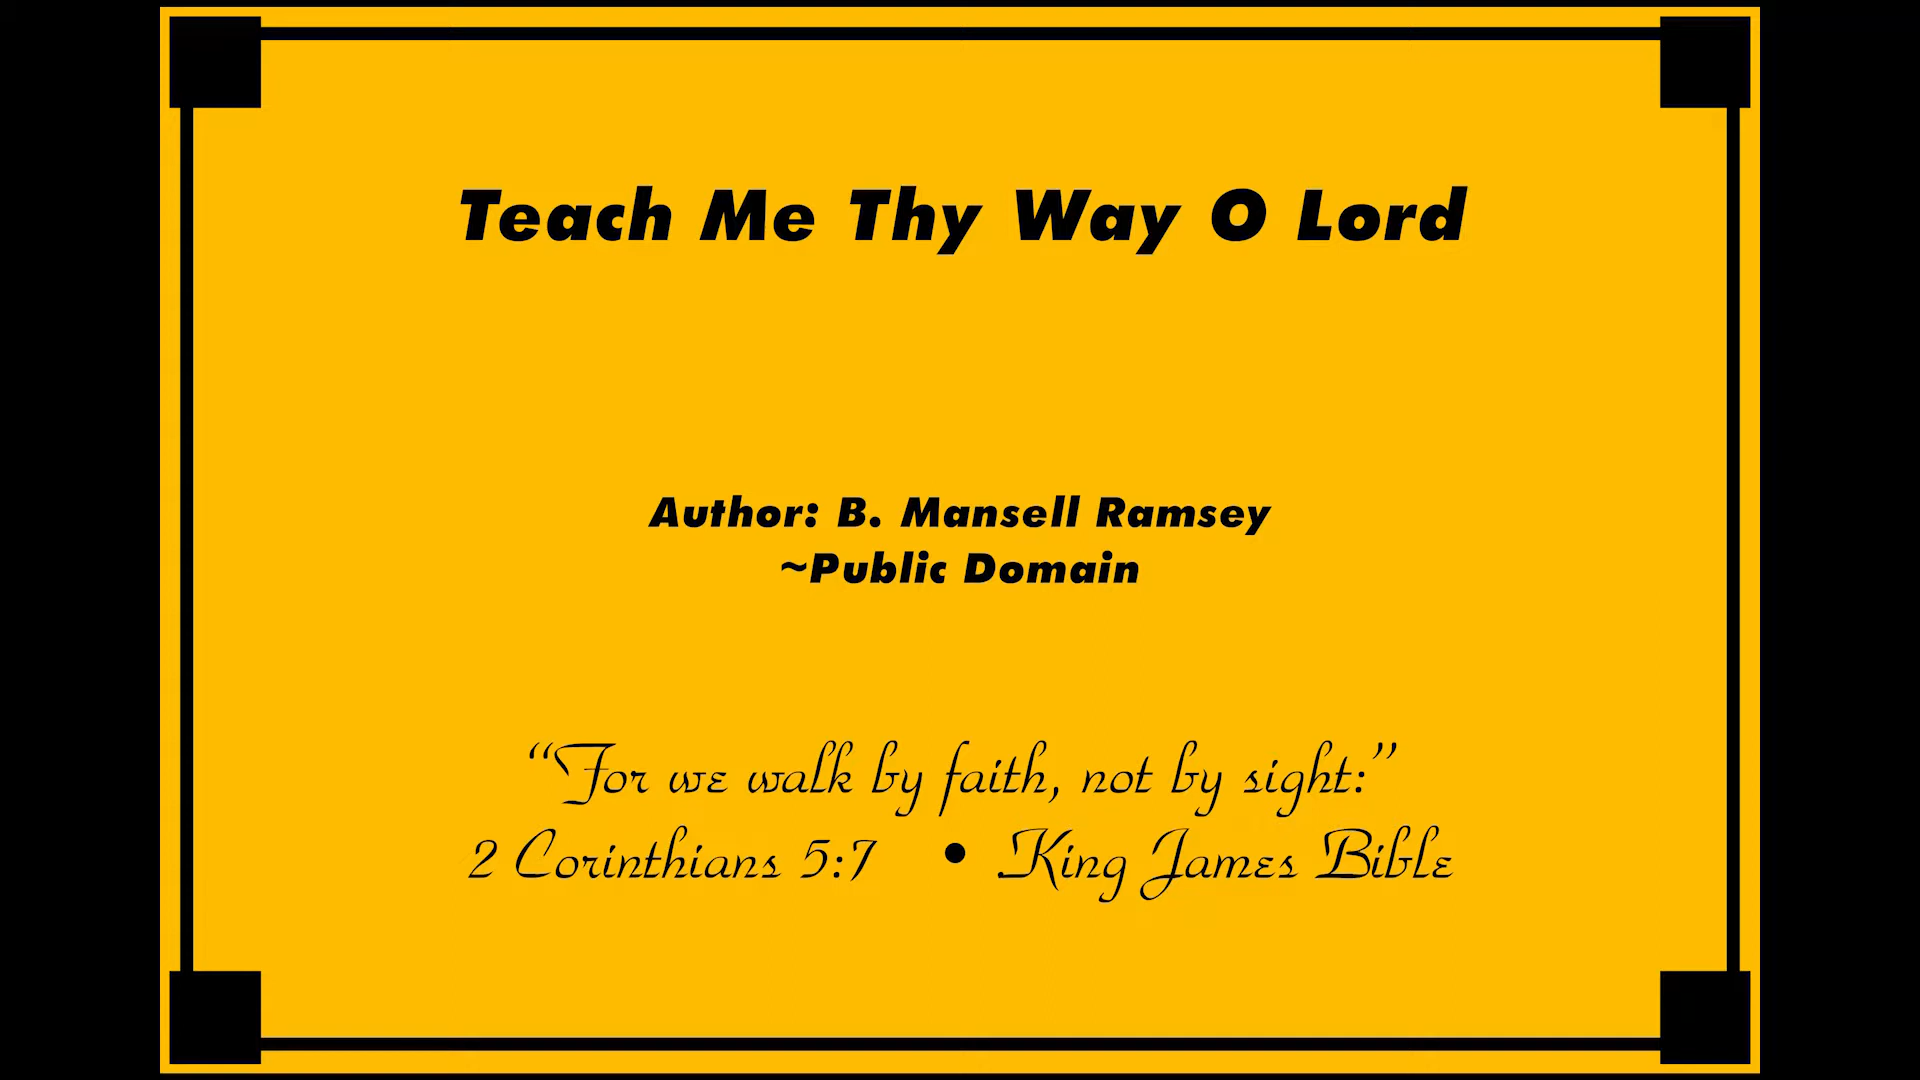 Teach Me Thy Way O Lord
Author: B. Mansell Ramsey
~Public Domain
“For we walk by faith, not by sight:”
2 Corinthians 5:7 • King James Bible